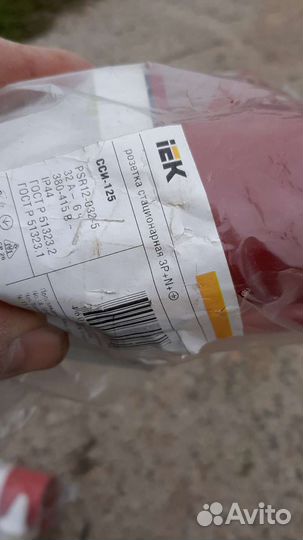 IEK
розетка стационарная 3P+N+
ССИ-125
PSR12-032-5
32 А – 6 ч
380-415 В
IP44
ГОСТ Р 51323.2
ГОСТ Р 51323.1
Avito